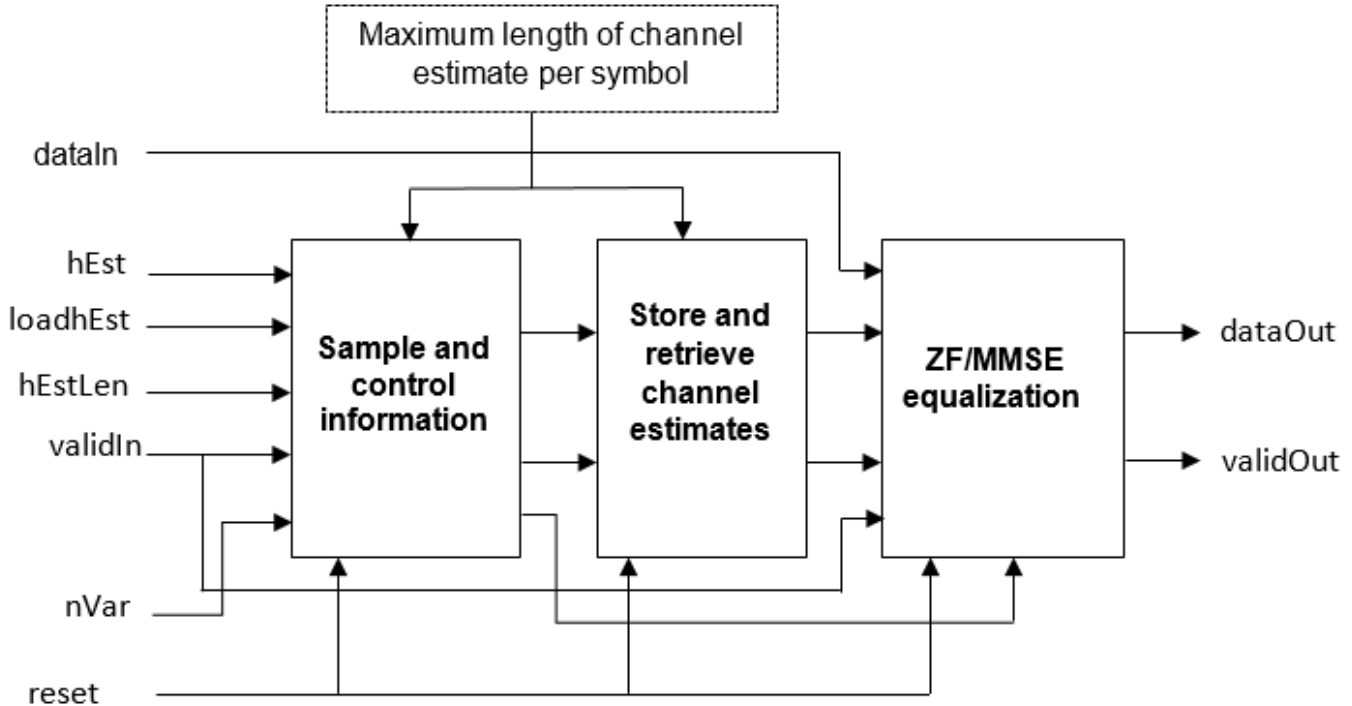 Maximum length of channel
estimate per symbol
dataIn
hEst
loadhEst
hEstLen
validIn
nVar
reset
Sample and
control
information
Store and
retrieve
channel
estimates
ZF/MMSE
equalization
dataOut
validOut